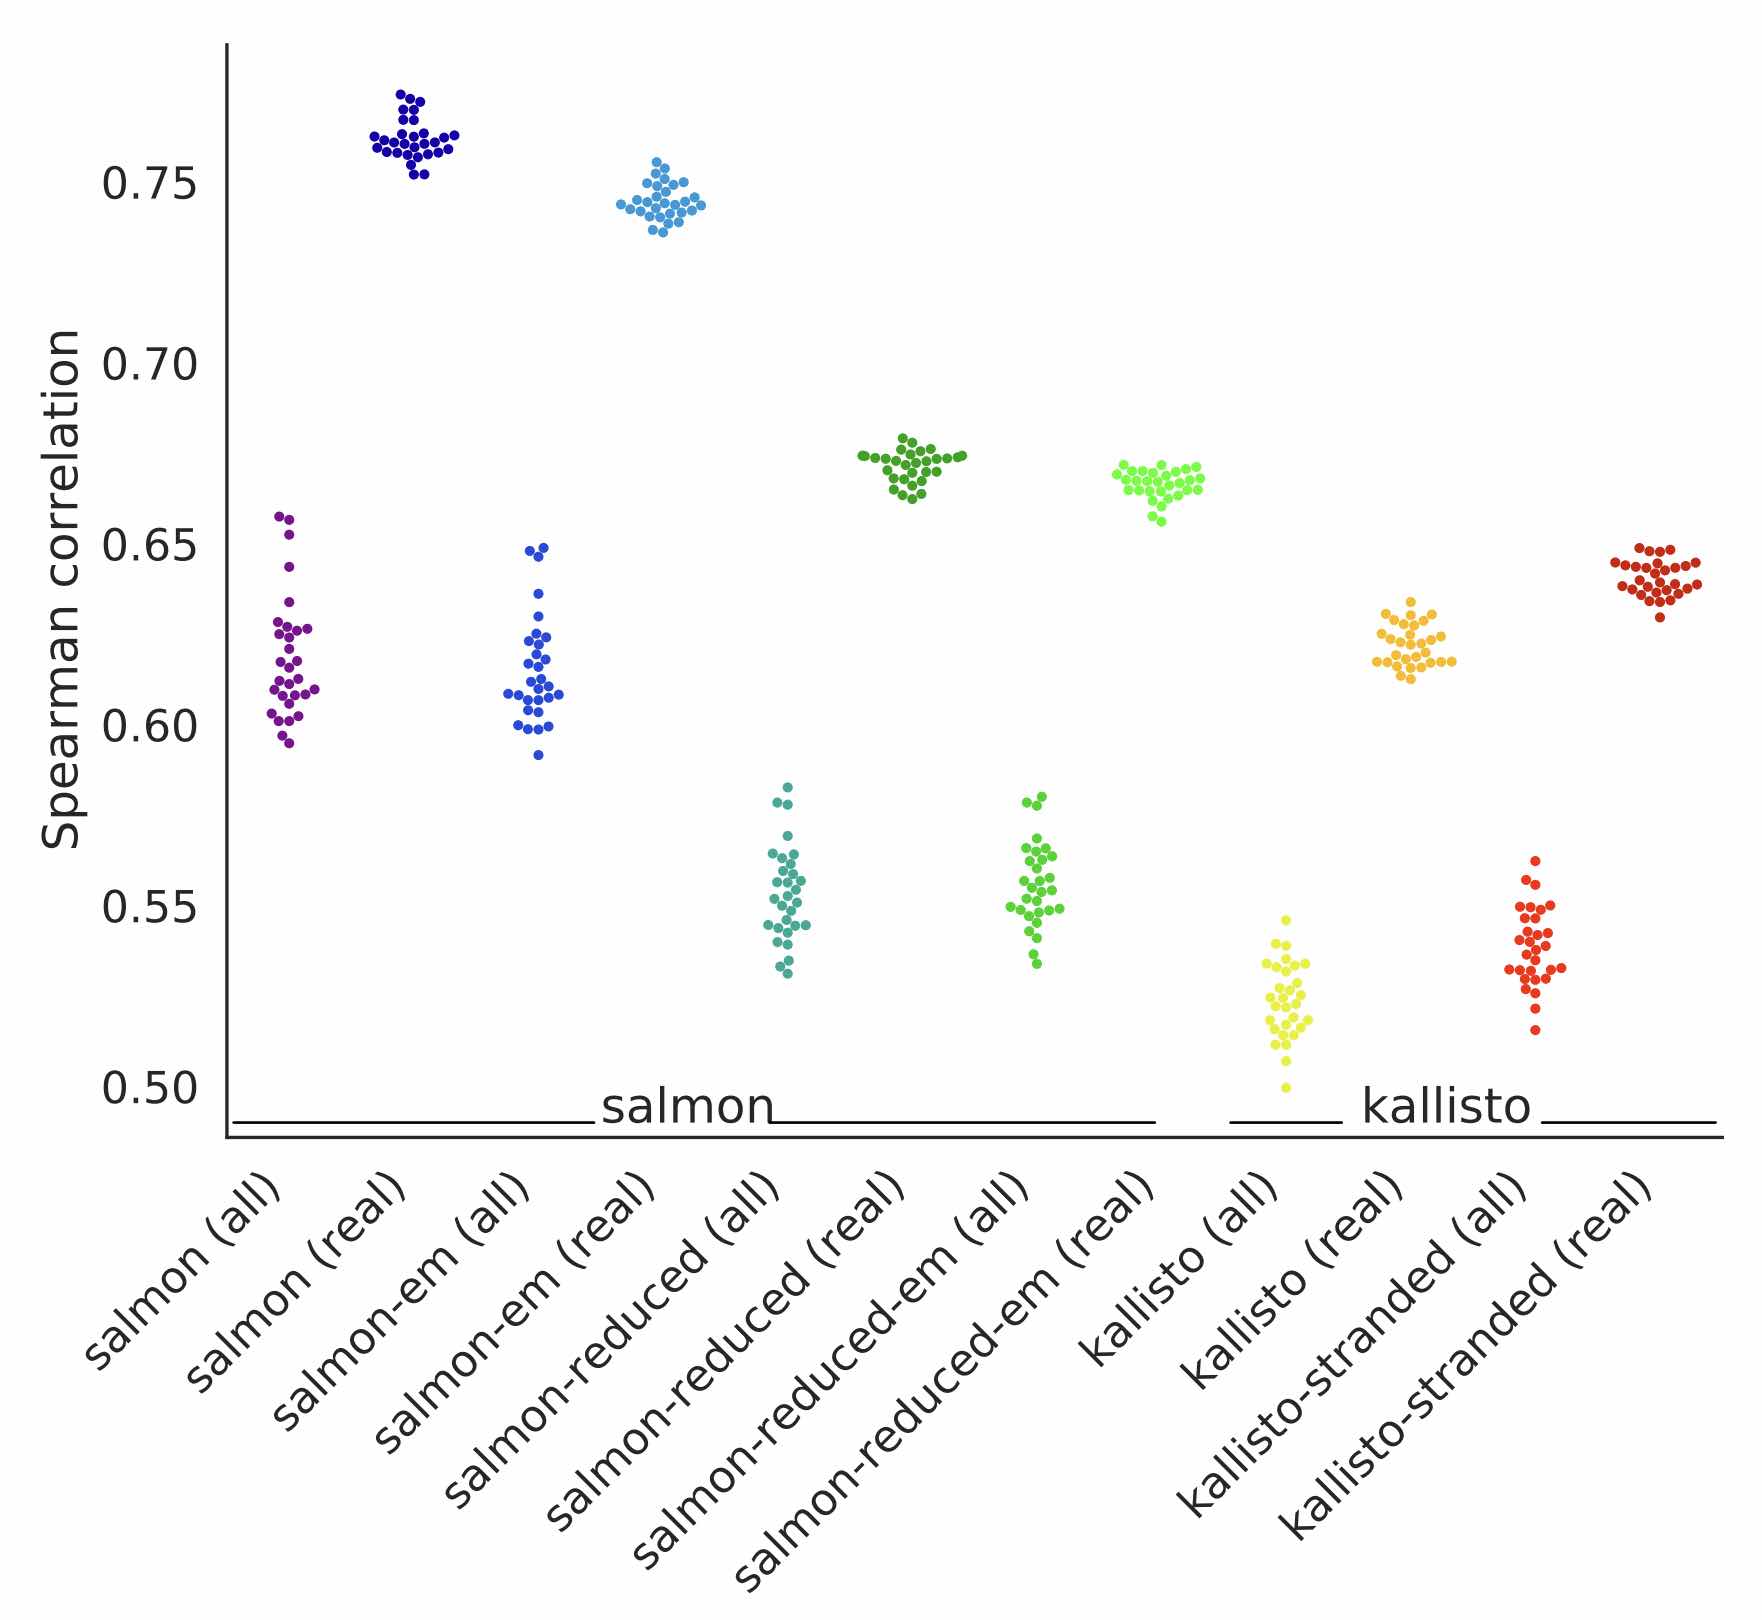 Spearman correlation
0.75
0.70
0.65
0.60
0.55
0.50
salmon
kallisto
salmon (all)
salmon (real)
salmon-em (all)
salmon-em (real)
salmon-reduced (all)
salmon-reduced (real)
salmon-reduced-em (all)
salmon-reduced-em (real)
kallisto (all)
kallisto (real)
kallisto-stranded (all)
kallisto-stranded (real)